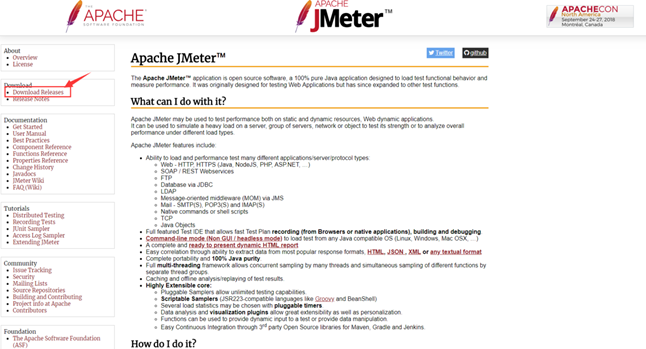 THE
APACHE®
SOFTWARE FOUNDATION
APACHE
JMeter™
APACHECON
North America
September 24-27, 2018
Montréal, Canada
About
Overview
License
Download
Download Releases
Release Notes
Documentation
Get Started
User Manual
Best Practices
Component Reference
Functions Reference
Properties Reference
Change History
Javadocs
JMeter Wiki
FAQ (Wiki)
Tutorials
Distributed Testing
Recording Tests
JUnit Sampler
Access Log Sampler
Extending JMeter
Community
Issue Tracking
Security
Mailing Lists
Source Repositories
Building and Contributing
Project info at Apache
Contributors
Foundation
The Apache Software Foundation
(ASF)
Apache JMeter™
Twitter
github
The Apache JMeter™ application is open source software, a 100% pure Java application designed to load test functional behavior and
measure performance. It was originally designed for testing Web Applications but has since expanded to other test functions.
What can I do with it?
Apache JMeter may be used to test performance both on static and dynamic resources, Web dynamic applications.
It can be used to simulate a heavy load on a server, group of servers, network or object to test its strength or to analyze overall
performance under different load types.
Apache JMeter features include:
Ability to load and performance test many different applications/server/protocol types:
Web - HTTP, HTTPS (Java, NodeJS, PHP, ASP.NET, …)
SOAP / REST Webservices
FTP
Database via JDBC
LDAP
Message-oriented middleware (MOM) via JMS
Mail - SMTP(S), POP3(S) and IMAP(S)
Native commands or shell scripts
TCP
Java Objects
Full featured Test IDE that allows fast Test Plan recording (from Browsers or native applications), building and debugging.
Command-line mode (Non GUI / headless mode) to load test from any Java compatible OS (Linux, Windows, Mac OSX, …)
A complete and ready to present dynamic HTML report
Easy correlation through ability to extract data from most popular response formats, HTML, JSON , XML or any textual format
Complete portability and 100% Java purity.
Full multi-threading framework allows concurrent sampling by many threads and simultaneous sampling of different functions by
separate thread groups.
Caching and offline analysis/replaying of test results.
Highly Extensible core:
Pluggable Samplers allow unlimited testing capabilities.
Scriptable Samplers (JSR223-compatible languages like Groovy and BeanShell)
Several load statistics may be chosen with pluggable timers.
Data analysis and visualization plugins allow great extensibility as well as personalization.
Functions can be used to provide dynamic input to a test or provide data manipulation.
Easy Continuous Integration through 3rd party Open Source libraries for Maven, Gradle and Jenkins.
How do I do it?